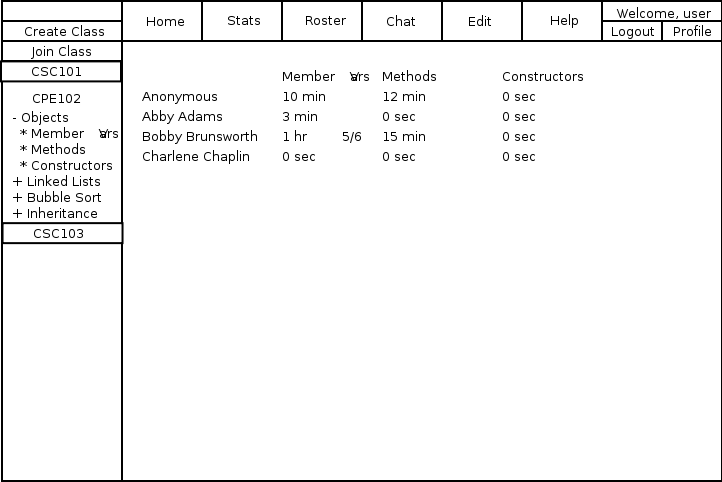 Home Stats Roster Chat Edit Help Welcome, user
Logout Profile
Create Class
Join Class
CSC101
CPE102
- Objects
* Member Vars
* Methods
* Constructors
+ Linked Lists
+ Bubble Sort
+ Inheritance
CSC103
Member Vars Methods Constructors
Anonymous 10 min 12 min 0 sec
Abby Adams 3 min 0 sec 0 sec
Bobby Brunsworth 1 hr 5/6 15 min 0 sec
Charlene Chaplin 0 sec 0 sec 0 sec